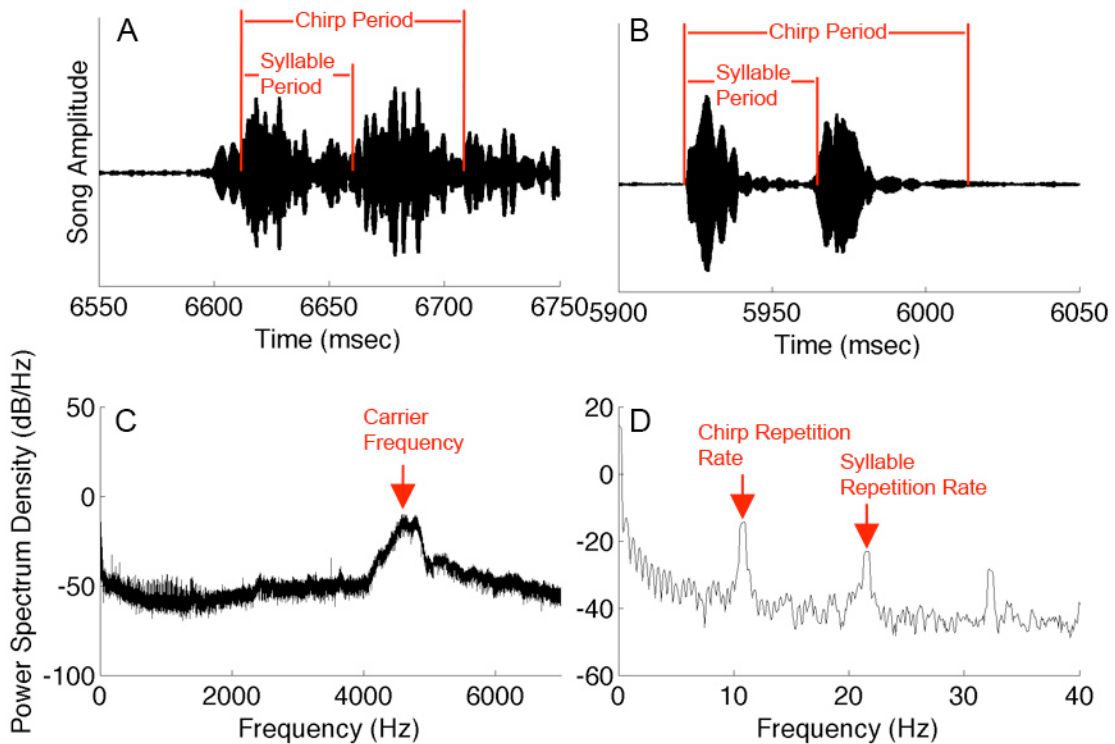 A
Chirp Period
Syllable
Period
Song Amplitude
6550
6600
6650
6700
6750
Time (msec)
B
Chirp Period
Syllable
Period
5900
5950
6000
6050
Time (msec)
Power Spectrum Density (dB/Hz)
C
Carrier
Frequency
50
0
-50
-100
0
2000
4000
6000
Frequency (Hz)
D
Chirp Repetition
Rate
Syllable
Repetition Rate
20
0
-20
-40
-60
0
10
20
30
40
Frequency (Hz)